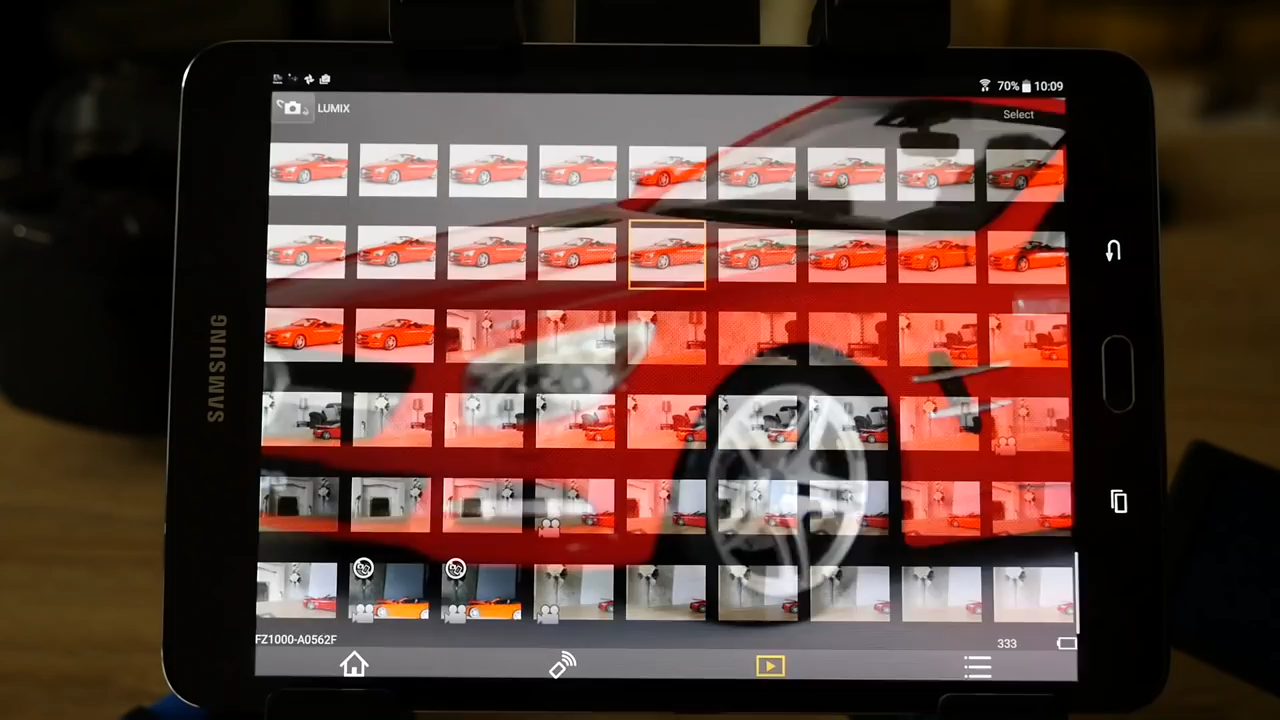 70% 10:09
LUMIX
Select
SAMSUNG
FZ1000-A0562F
333